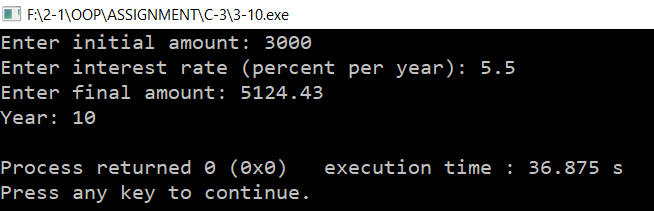 F:\2-1\OOP\ASSIGNMENT\C-3\3-10.exe
Enter initial amount: 3000
Enter interest rate (percent per year): 5.5
Enter final amount: 5124.43
Year: 10
Process returned 0 (0x0)   execution time : 36.875 s
Press any key to continue.